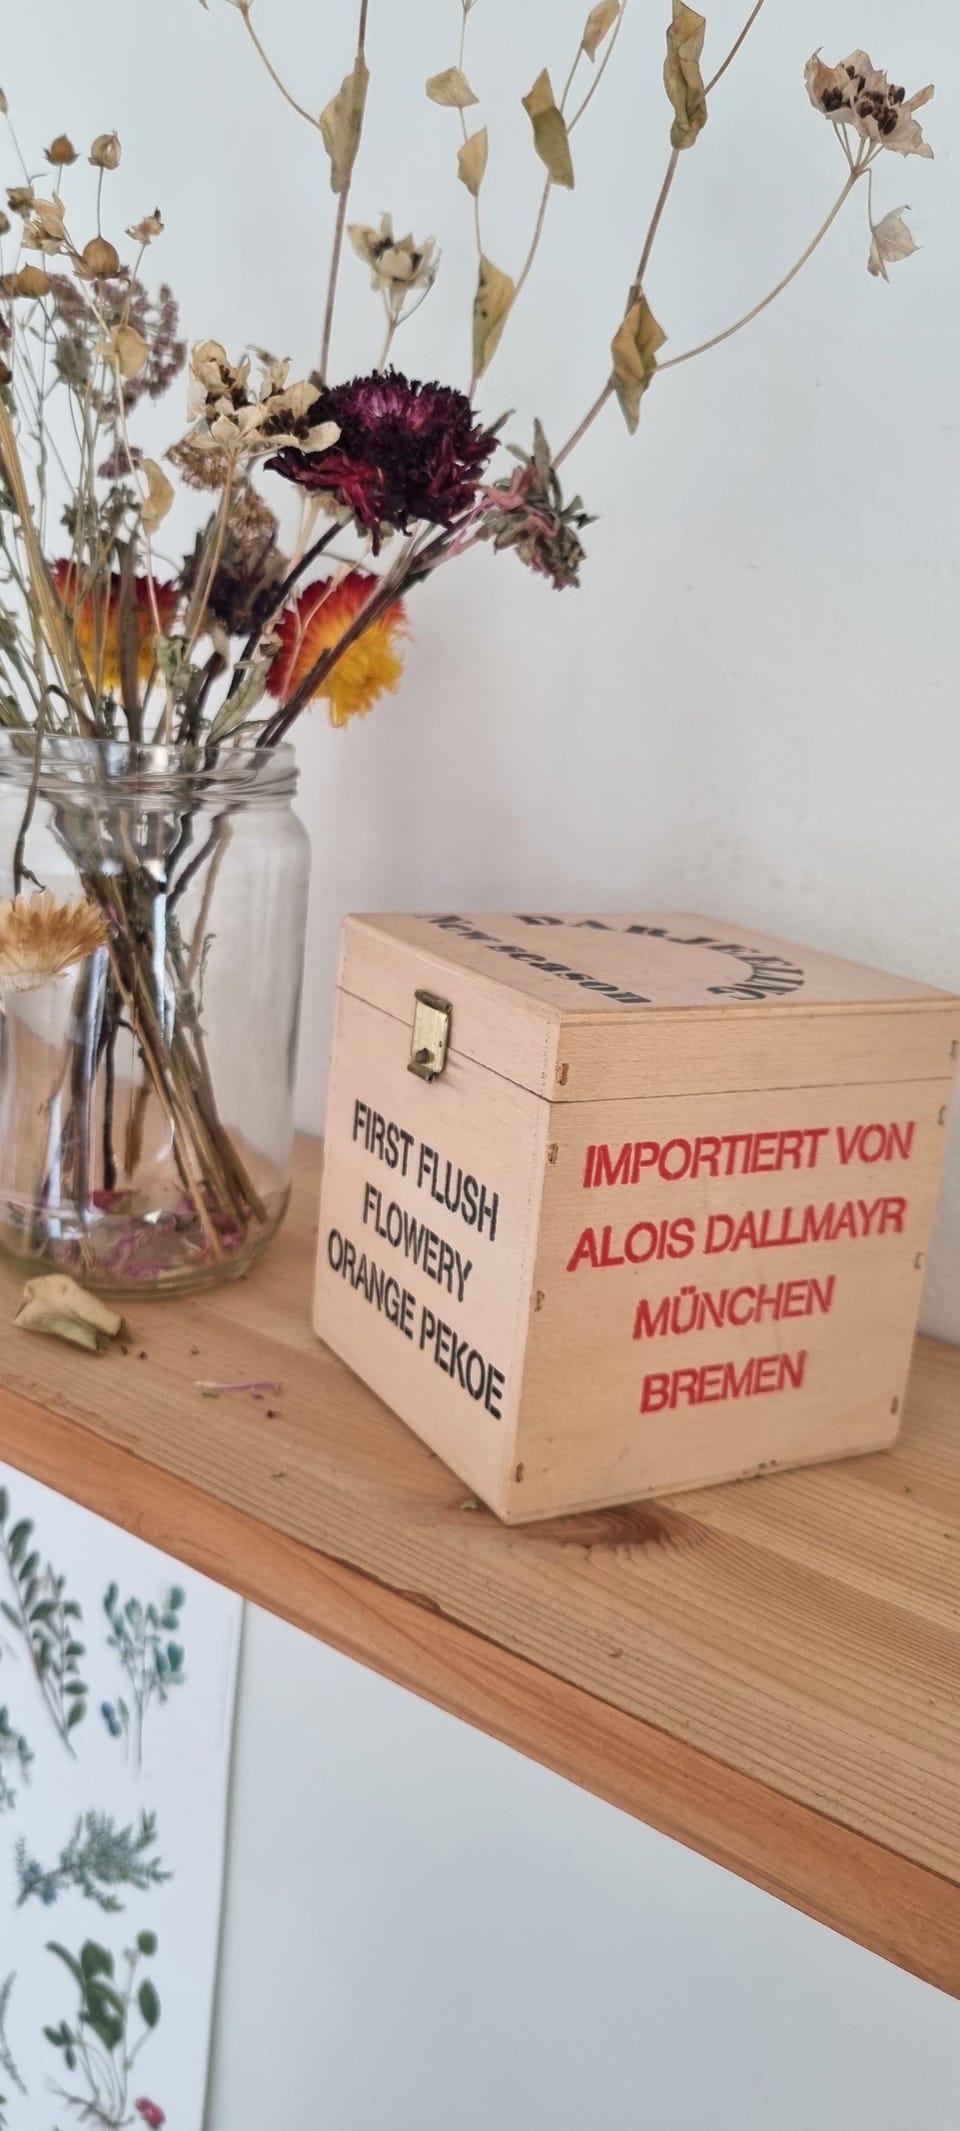 DARJEELING
New season
FIRST FLUSH
FLOWERY
ORANGE PEKOE
IMPORTIERT VON
ALOIS DALLMAYR
MÜNCHEN
BREMEN